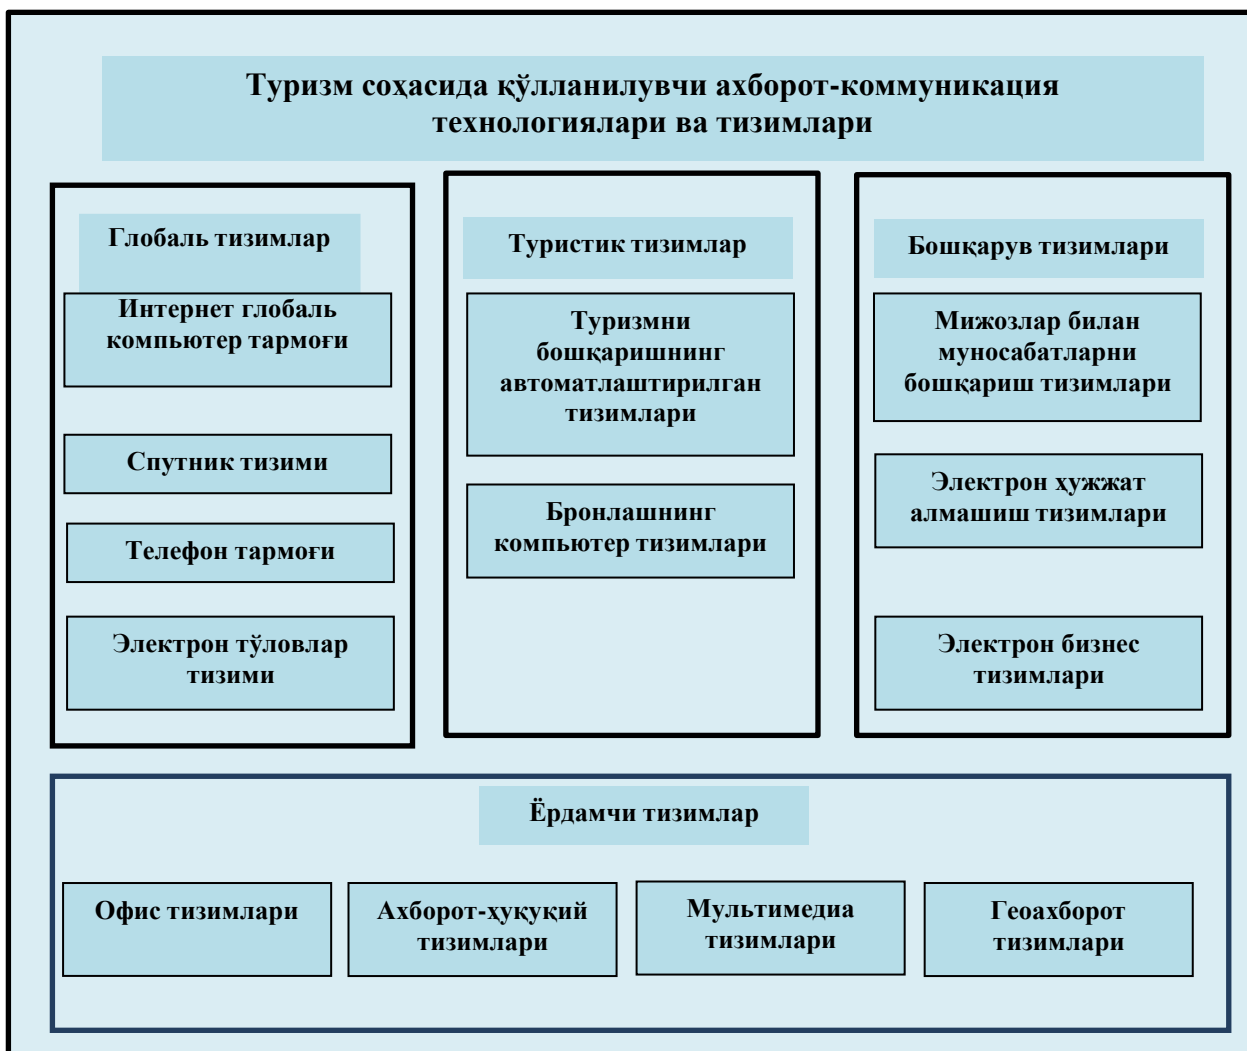 Туризм соҳасида қўлланилувчи ахборот-коммуникация
технологиялари ва тизимлари
Глобаль тизимлар
Интернет глобаль
компьютер тармоғи
Спутник тизими
Телефон тармоғи
Электрон тўловлар
тизими
Туристик тизимлар
Туризмни
бошқаришнинг
автоматлаштирилган
тизимлари
Бронлашнинг
компьютер тизимлари
Бошқарув тизимлари
Мижозлар билан
муносабатларни
бошқариш тизимлари
Электрон ҳужжат
алмашиш тизимлари
Электрон бизнес
тизимлари
Ёрдамчи тизимлар
Офис тизимлари
Ахборот-ҳуқуқий
тизимлари
Мультимедиа
тизимлари
Геоахборот
тизимлари